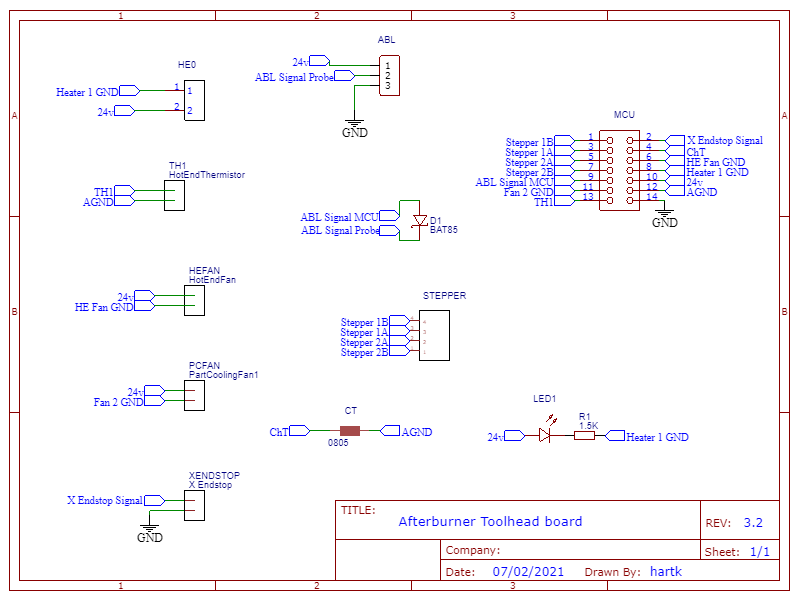 1
2
3
A
B
A
B
1
2
3
HE0
Heater 1 GND
24v
1
2
1
2
ABL
24v
ABL Signal Probe
1
2
3
GND
MCU
Stepper 1B
Stepper 1A
Stepper 2A
Stepper 2B
ABL Signal MCU
Fan 2 GND
TH1
1
3
5
7
9
11
13
2
4
6
8
10
12
14
X Endstop Signal
ChT
HE Fan GND
Heater 1 GND
24v
AGND
GND
TH1
HotEndThermistor
TH1
AGND
ABL Signal MCU
ABL Signal Probe
D1
BAT85
HEFAN
HotEndFan
24v
HE Fan GND
STEPPER
Stepper 1B
Stepper 1A
Stepper 2A
Stepper 2B
4
3
2
1
PCFAN
PartCoolingFan1
24v
Fan 2 GND
CT
ChT
AGND
0805
LED1
24v
R1
1.5K
Heater 1 GND
XENDSTOP
X Endstop
X Endstop Signal
GND
TITLE:
Afterburner Toolhead board
REV: 3.2
Company:
Sheet: 1/1
Date: 07/02/2021 Drawn By: hartk